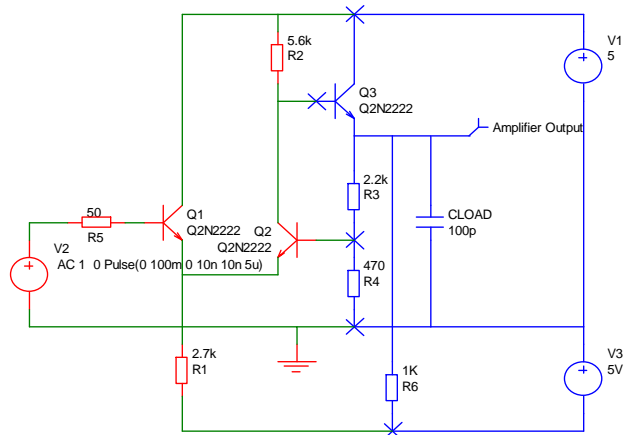 5.6k
R2
V1
5
Q3
Q2N2222
Amplifier Output
2.2k
R3
50
R5
Q1
Q2N2222
Q2
Q2N2222
CLOAD
100p
V2
AC 1 0 Pulse(0 100m 0 10n 10n 5u)
470
R4
2.7k
R1
1K
R6
V3
5V